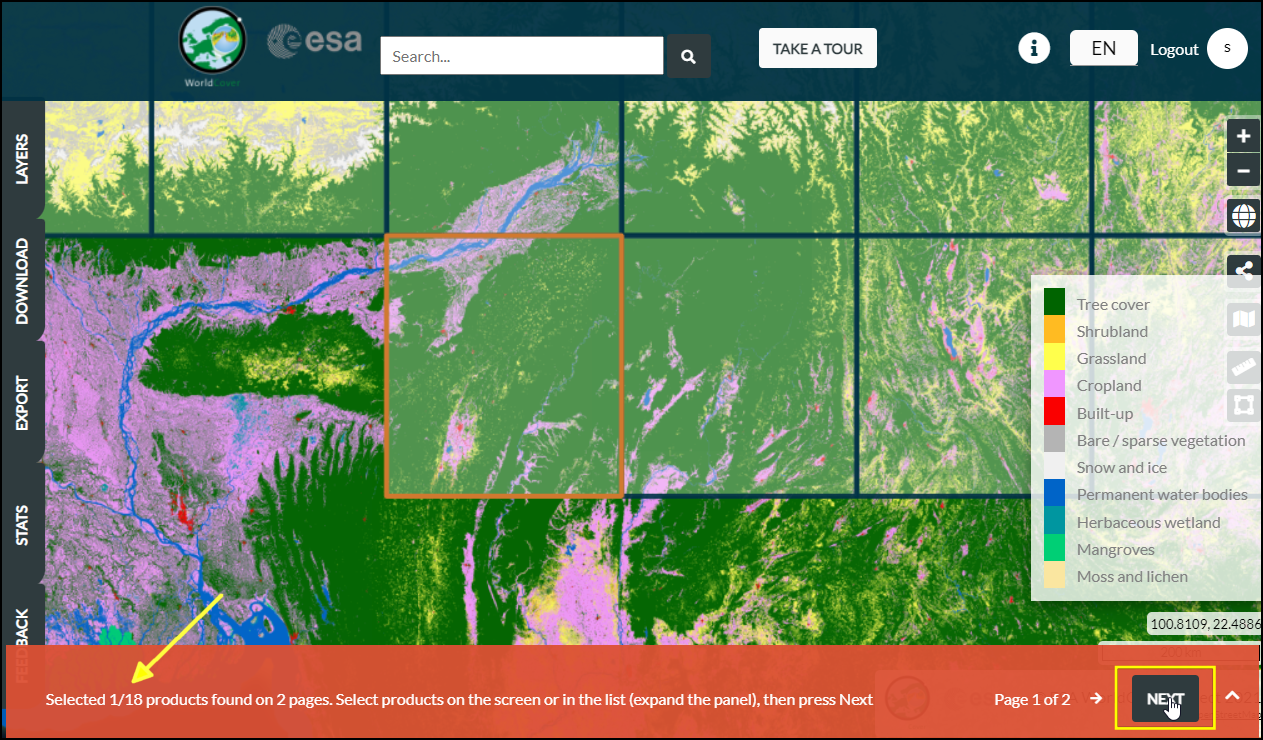 WorldCover
esa
Search...
TAKE A TOUR
EN
Logout
S
LAYERS
DOWNLOAD
EXPORT
STATS
FEEDBACK
+
−
Tree cover
Shrubland
Grassland
Cropland
Built-up
Bare / sparse vegetation
Snow and ice
Permanent water bodies
Herbaceous wetland
Mangroves
Moss and lichen
100.8109, 22.4886
200 km
Selected 1/18 products found on 2 pages. Select products on the screen or in the list (expand the panel), then press Next
Page 1 of 2
NEXT